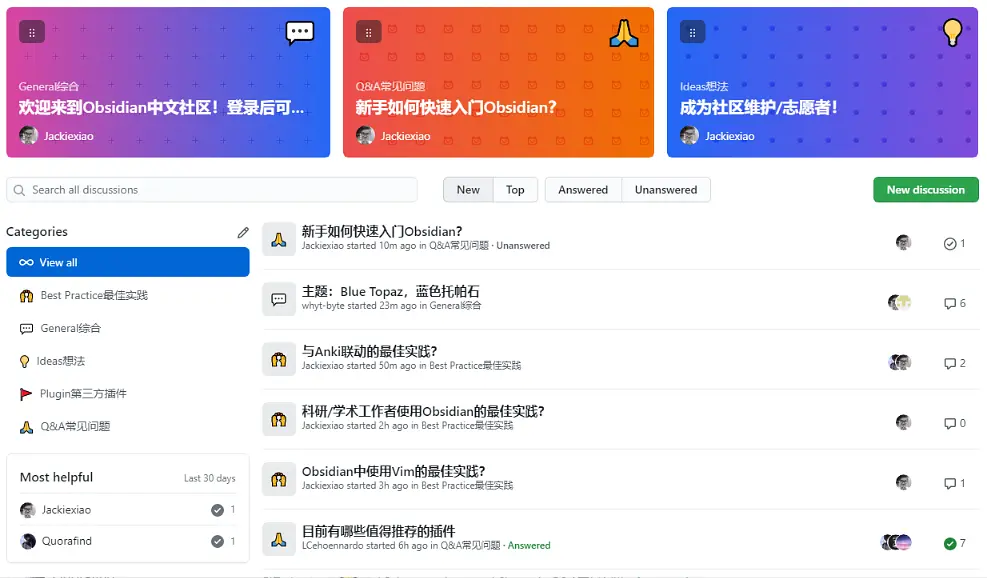 General综合
欢迎来到Obsidian中文社区！登录后可...
Jackiexiao
Q&A常见问题
新手如何快速入门Obsidian？
Jackiexiao
Ideas想法
成为社区维护/志愿者！
Jackiexiao
Search all discussions
New
Top
Answered
Unanswered
New discussion
Categories
View all
Best Practice最佳实践
General综合
Ideas想法
Plugin第三方插件
Q&A常见问题
Most helpful
Last 30 days
Jackiexiao
1
Quorafind
1
新手如何快速入门Obsidian?
Jackiexiao started 10m ago in Q&A常见问题 · Unanswered
1
主题：Blue Topaz，蓝色托帕石
whyt-byte started 23m ago in General综合
6
与Anki联动的最佳实践?
Jackiexiao started 50m ago in Best Practice最佳实践
2
科研/学术工作者使用Obsidian的最佳实践?
Jackiexiao started 2h ago in Best Practice最佳实践
0
Obsidian中使用Vim的最佳实践?
Jackiexiao started 3h ago in Best Practice最佳实践
1
目前有哪些值得推荐的插件
LCehoennardo started 6h ago in Q&A常见问题 · Answered
7